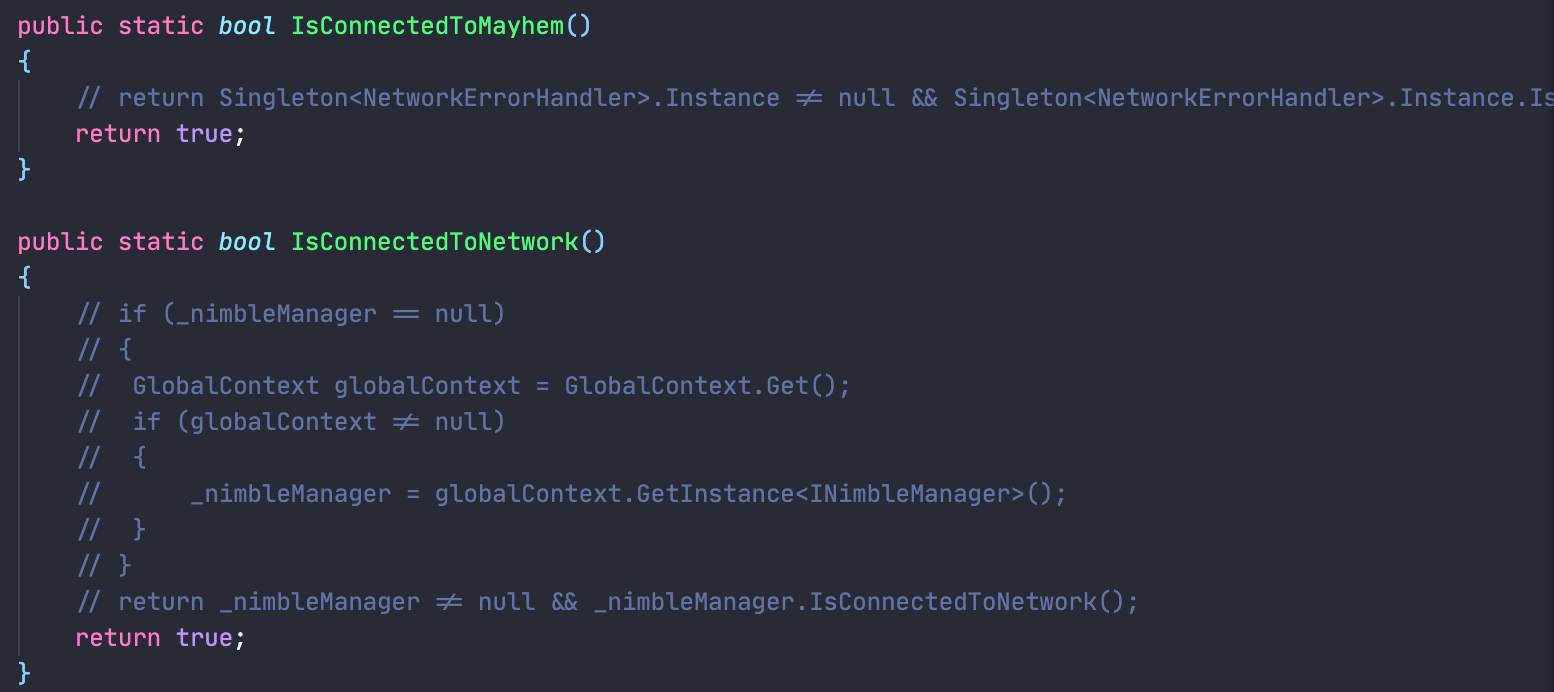 public static bool IsConnectedToMayhem()
{
    // return Singleton<NetworkErrorHandler>.Instance != null && Singleton<NetworkErrorHandler>.Instance.Is
    return true;
}

public static bool IsConnectedToNetwork()
{
    // if (_nimbleManager == null)
    // {
    //  GlobalContext globalContext = GlobalContext.Get();
    //  if (globalContext != null)
    //  {
    //      _nimbleManager = globalContext.GetInstance<INimbleManager>();
    //  }
    // }
    // return _nimbleManager != null && _nimbleManager.IsConnectedToNetwork();
    return true;
}